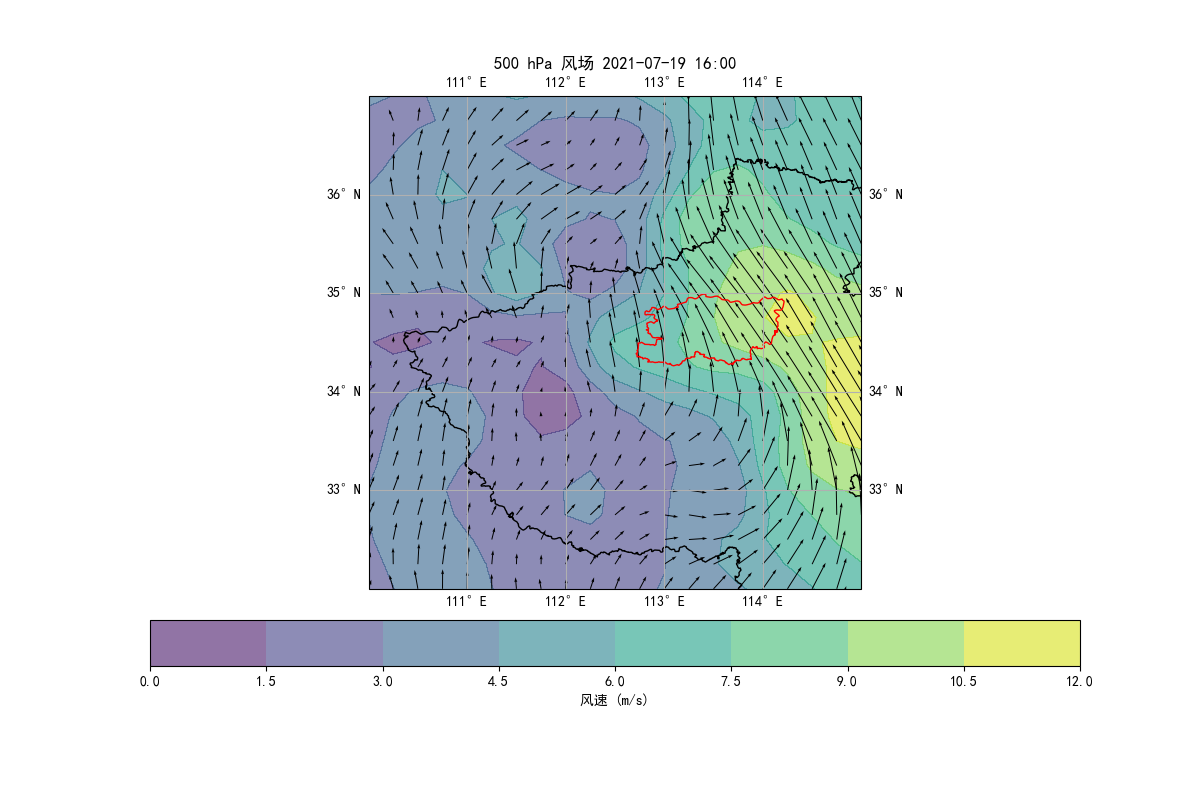 500 hPa 风场 2021-07-19 16:00
111° E 112° E 113° E 114° E
36° N 36° N
35° N 35° N
34° N 34° N
33° N 33° N
111° E 112° E 113° E 114° E
0.0 1.5 3.0 4.5 6.0 7.5 9.0 10.5 12.0
风速 (m/s)